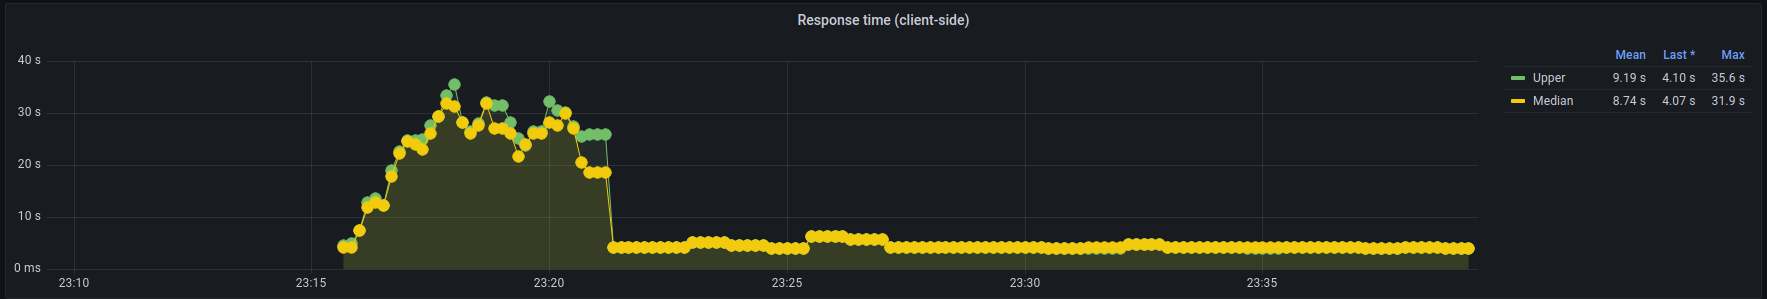 Response time (client-side)
Mean Last * Max
Upper 9.19 s 4.10 s 35.6 s
Median 8.74 s 4.07 s 31.9 s
40 s
30 s
20 s
10 s
0 ms
23:10 23:15 23:20 23:25 23:30 23:35